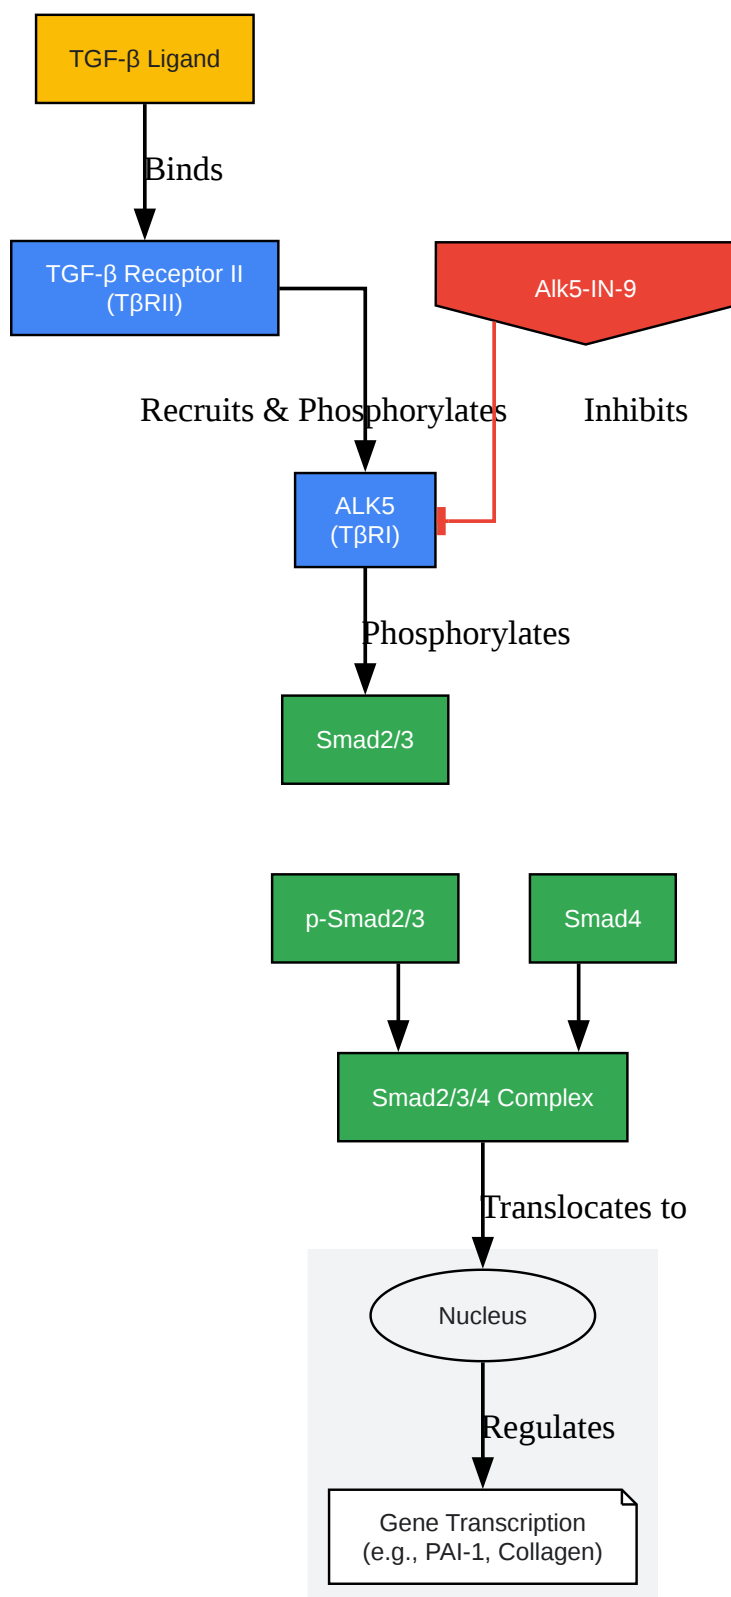 TGF-β Ligand
Binds
TGF-β Receptor II
(TβRII)
Alk5-IN-9
Recruits & Phosphorylates
Inhibits
ALK5
(TβRI)
Phosphorylates
Smad2/3
p-Smad2/3
Smad4
Smad2/3/4 Complex
Translocates to
Nucleus
Regulates
Gene Transcription
(e.g., PAI-1, Collagen)